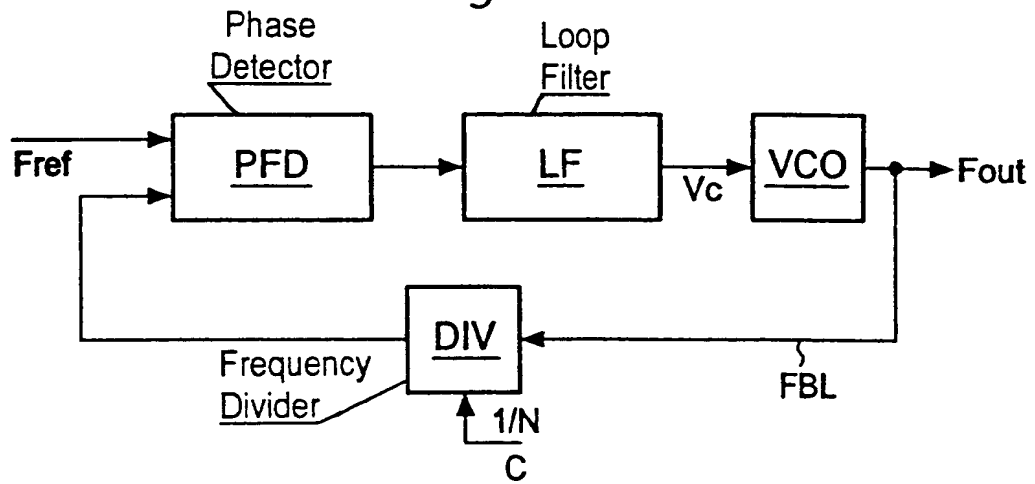 Phase
Detector
Loop
Filter
Fref
PFD
LF
Vc
VCO
Fout
DIV
Frequency
Divider
FBL
1/N
C